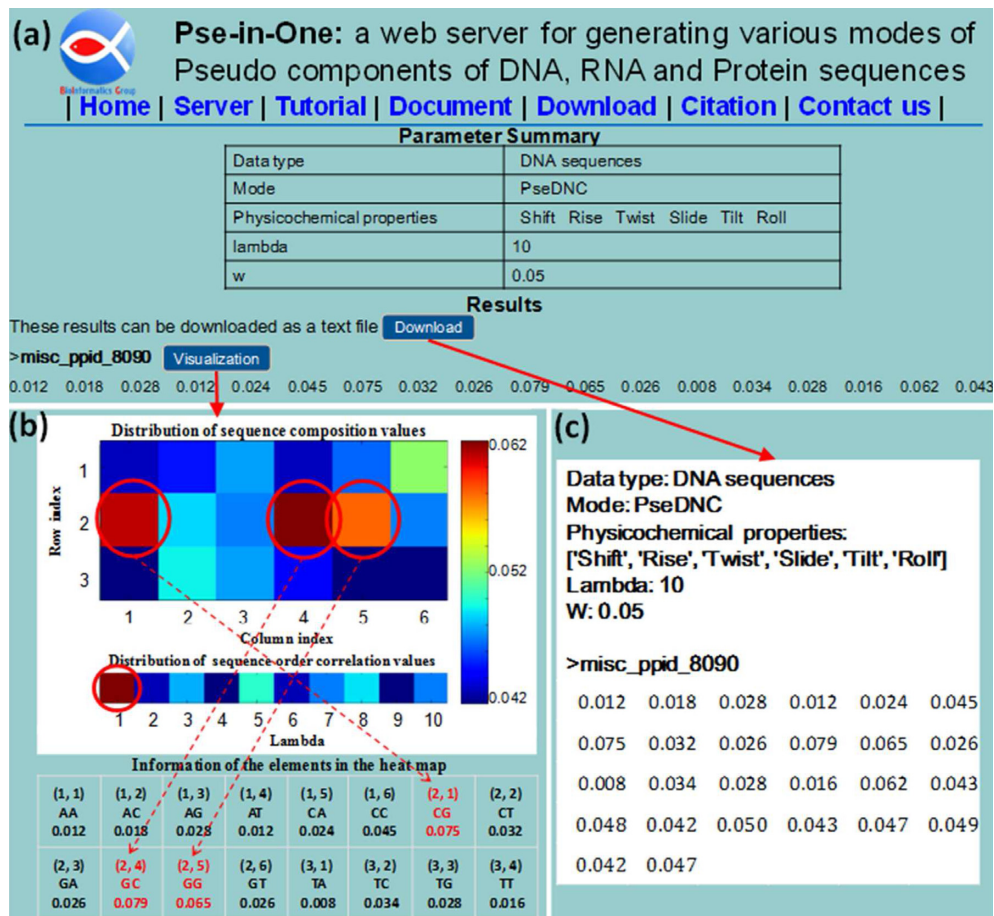 (a)
BioInformatics Group
Pse-in-One: a web server for generating various modes of
Pseudo components of DNA, RNA and Protein sequences
| Home | Server | Tutorial | Document | Download | Citation | Contact us |
Parameter Summary
Data type DNA sequences
Mode PseDNC
Physicochemical properties Shift Rise Twist Slide Tilt Roll
lambda 10
w 0.05
Results
These results can be downloaded as a text file Download
>misc_ppid_8090 Visualization
0.012 0.018 0.028 0.012 0.024 0.045 0.075 0.032 0.026 0.079 0.065 0.026 0.008 0.034 0.028 0.016 0.062 0.043
(b)
Distribution of sequence composition values
Row index
1
2
3
1 2 3 4 5 6
Column index
0.062
0.052
0.042
Distribution of sequence order correlation values
1 2 3 4 5 6 7 8 9 10
Lambda
Information of the elements in the heat map
(1, 1) (1, 2) (1, 3) (1, 4) (1, 5) (1, 6) (2, 1) (2, 2)
AA AC AG AT CA CC CG CT
0.012 0.018 0.028 0.012 0.024 0.045 0.075 0.032
(2, 3) (2, 4) (2, 5) (2, 6) (3, 1) (3, 2) (3, 3) (3, 4)
GA GC GG GT TA TC TG TT
0.026 0.079 0.065 0.026 0.008 0.034 0.028 0.016
(c)
Data type: DNA sequences
Mode: PseDNC
Physicochemical properties:
['Shift', 'Rise', 'Twist', 'Slide', 'Tilt', 'Roll']
Lambda: 10
W: 0.05
>misc_ppid_8090
0.012 0.018 0.028 0.012 0.024 0.045
0.075 0.032 0.026 0.079 0.065 0.026
0.008 0.034 0.028 0.016 0.062 0.043
0.048 0.042 0.050 0.043 0.047 0.049
0.042 0.047